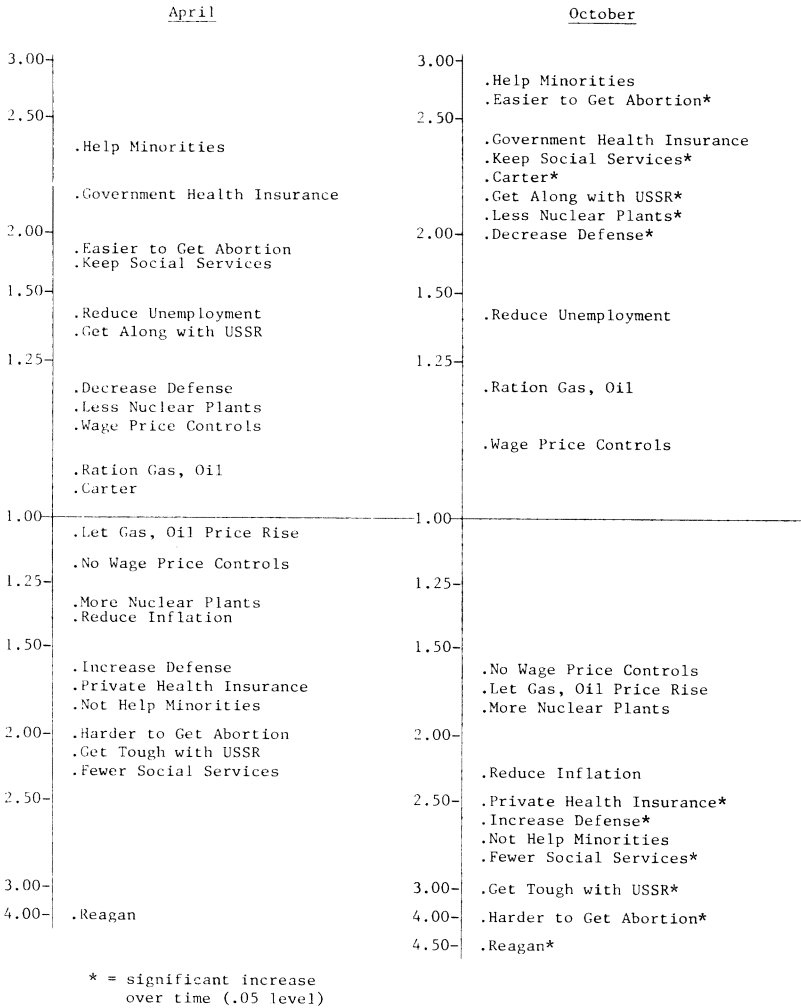 April
3.00
2.50
.Help Minorities
.Government Health Insurance
2.00
.Easier to Get Abortion
.Keep Social Services
1.50
.Reduce Unemployment
.Get Along with USSR
1.25
.Decrease Defense
.Less Nuclear Plants
.Wage Price Controls
.Ration Gas, Oil
.Carter
1.00
.Let Gas, Oil Price Rise
.No Wage Price Controls
1.25
.More Nuclear Plants
.Reduce Inflation
1.50
.Increase Defense
.Private Health Insurance
.Not Help Minorities
2.00
.Harder to Get Abortion
.Get Tough with USSR
.Fewer Social Services
2.50
3.00
4.00
.Reagan
October
3.00
.Help Minorities
.Easier to Get Abortion*
2.50
.Government Health Insurance
.Keep Social Services*
.Carter*
.Get Along with USSR*
.Less Nuclear Plants*
2.00
.Decrease Defense*
1.50
.Reduce Unemployment
1.25
.Ration Gas, Oil
.Wage Price Controls
1.00
1.25
1.50
.No Wage Price Controls
.Let Gas, Oil Price Rise
.More Nuclear Plants
2.00
.Reduce Inflation
2.50
.Private Health Insurance*
.Increase Defense*
.Not Help Minorities
.Fewer Social Services*
3.00
.Get Tough with USSR*
4.00
.Harder to Get Abortion*
4.50
.Reagan*
* = significant increase
over time (.05 level)